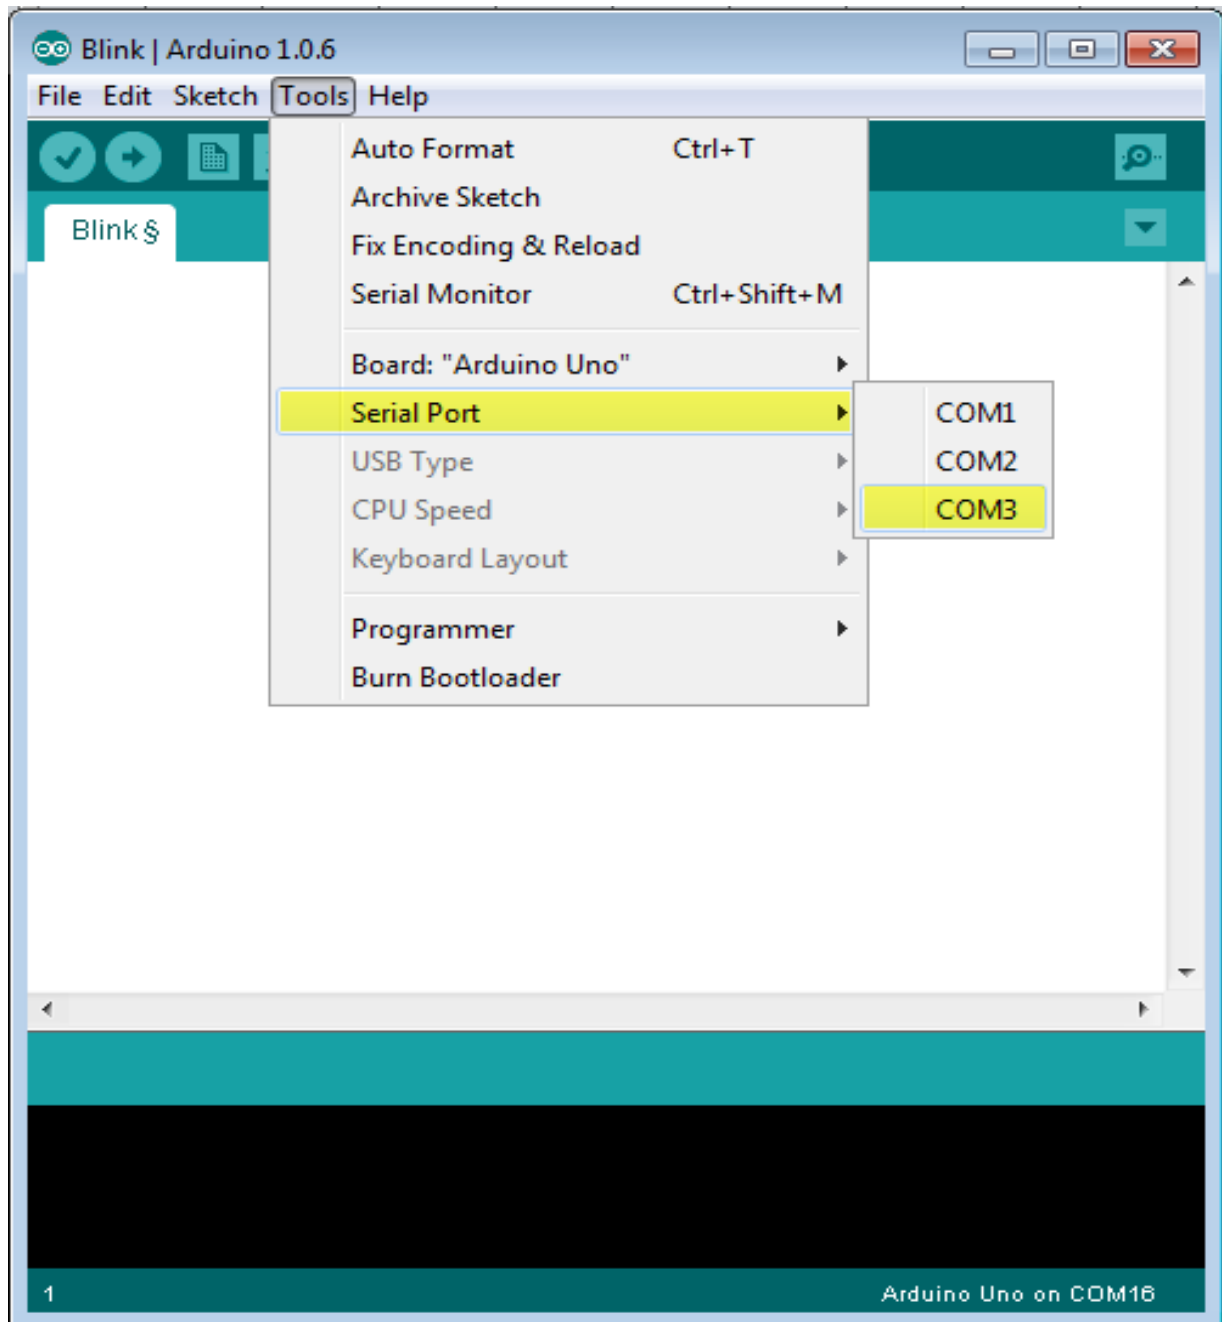 Blink | Arduino 1.0.6
File Edit Sketch Tools Help
Auto Format Ctrl+T
Archive Sketch
Blink §
Fix Encoding & Reload
Serial Monitor Ctrl+Shift+M
Board: "Arduino Uno"
Serial Port
USB Type
CPU Speed
Keyboard Layout
Programmer
Burn Bootloader
COM1
COM2
COM3
1 Arduino Uno on COM16